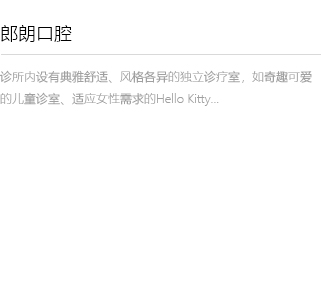 郎朗口腔
诊所内设有典雅舒适、风格各异的独立诊疗室，如奇趣可爱
的儿童诊室、适应女性需求的Hello Kitty...